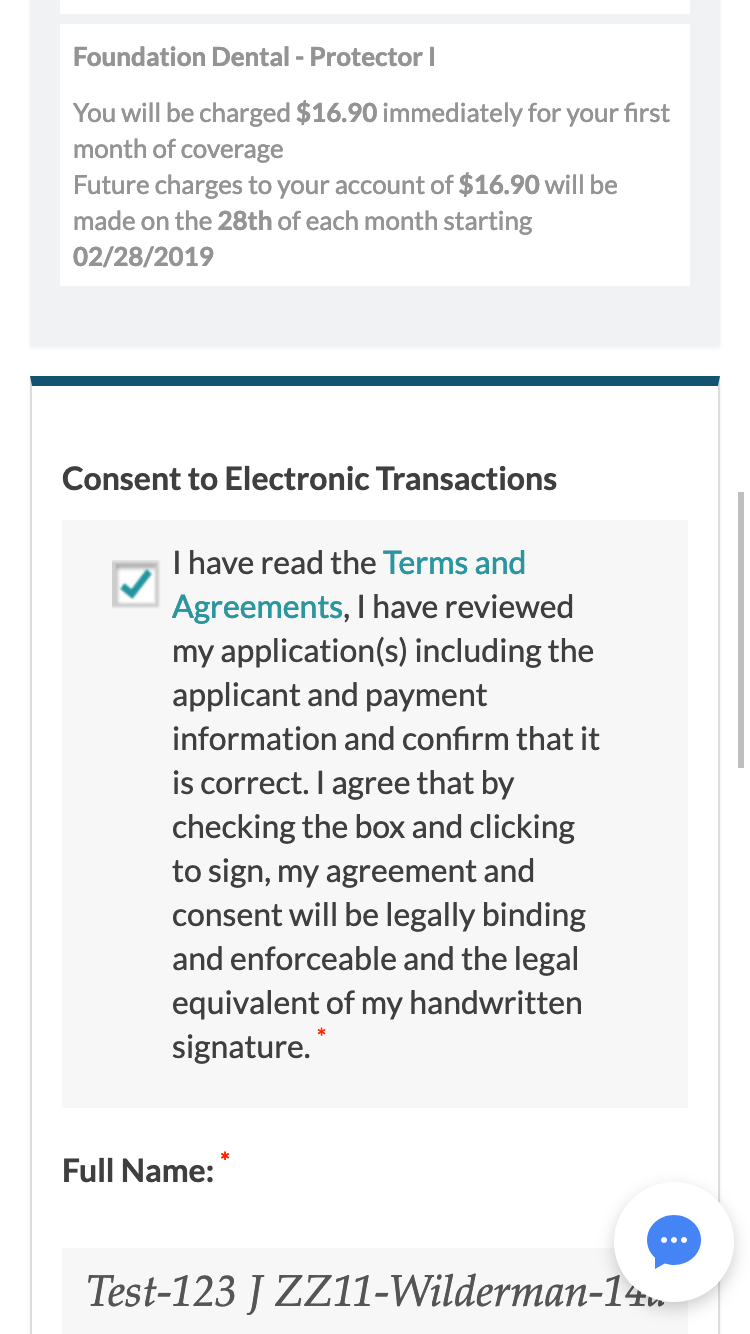 Foundation Dental - Protector I
You will be charged $16.90 immediately for your first
month of coverage
Future charges to your account of $16.90 will be
made on the 28th of each month starting
02/28/2019
Consent to Electronic Transactions
I have read the Terms and
Agreements, I have reviewed
my application(s) including the
applicant and payment
information and confirm that it
is correct. I agree that by
checking the box and clicking
to sign, my agreement and
consent will be legally binding
and enforceable and the legal
equivalent of my handwritten
signature. *
Full Name: *
Test-123 J ZZ11-Wilderman-14